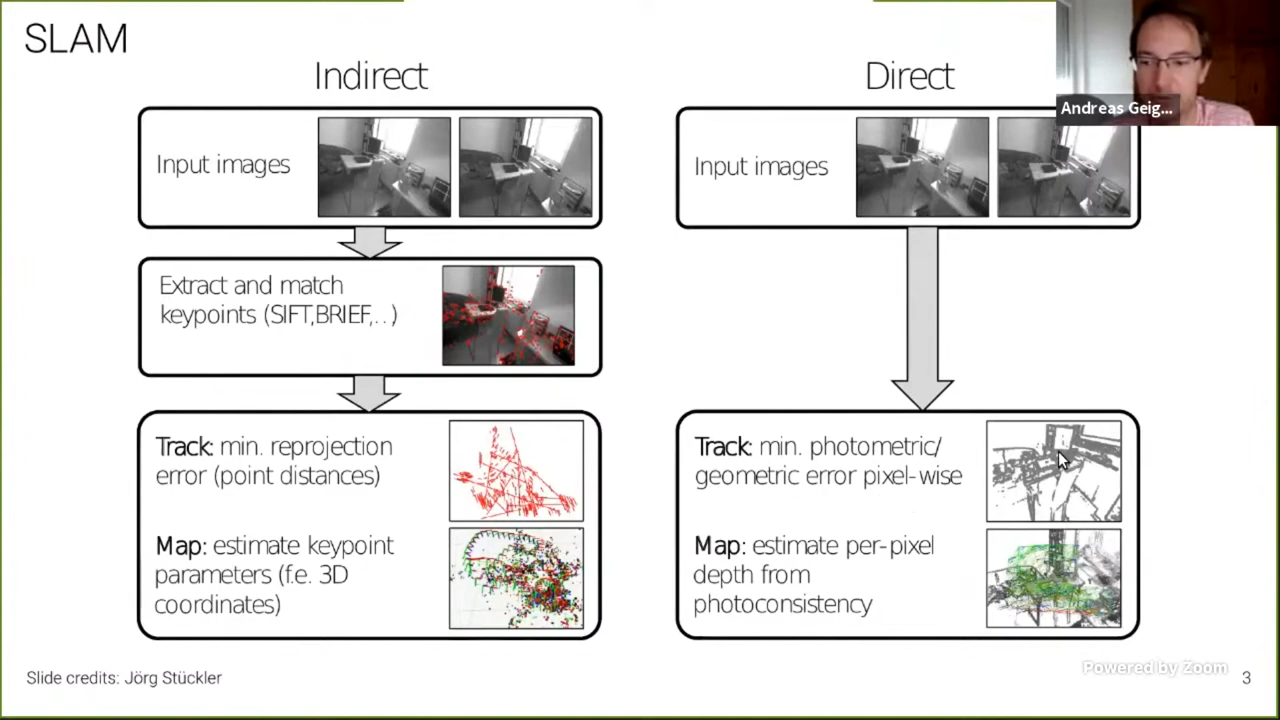 SLAM
Indirect
Direct
Andreas Geig...
Input images
Input images
Extract and match
keypoints (SIFT,BRIEF,..)
Track: min. reprojection
error (point distances)
Map: estimate keypoint
parameters (f.e. 3D
coordinates)
Track: min. photometric/
geometric error pixel-wise
Map: estimate per-pixel
depth from
photoconsistency
Slide credits: Jörg Stückler
Powered by Zoom
3